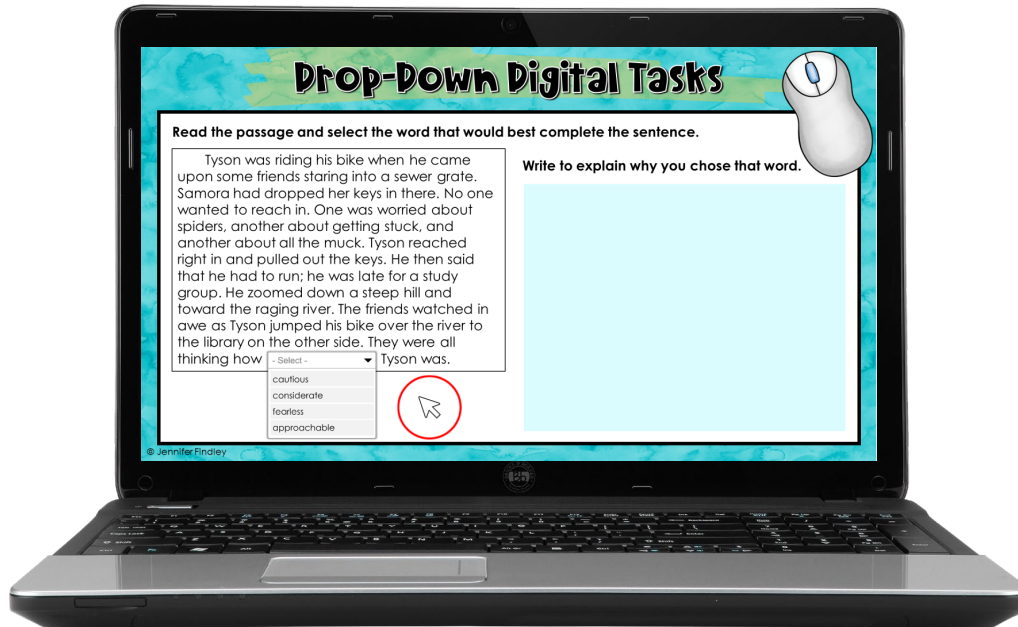 Drop-Down Digital Tasks
Read the passage and select the word that would best complete the sentence.
Tyson was riding his bike when he came
upon some friends staring into a sewer grate.
Samora had dropped her keys in there. No one
wanted to reach in. One was worried about
spiders, another about getting stuck, and
another about all the muck. Tyson reached
right in and pulled out the keys. He then said
that he had to run; he was late for a study
group. He zoomed down a steep hill and
toward the raging river. The friends watched in
awe as Tyson jumped his bike over the river to
the library on the other side. They were all
thinking how - Select - Tyson was.
cautious
considerate
fearless
approachable
Write to explain why you chose that word.
© Jennifer Findley